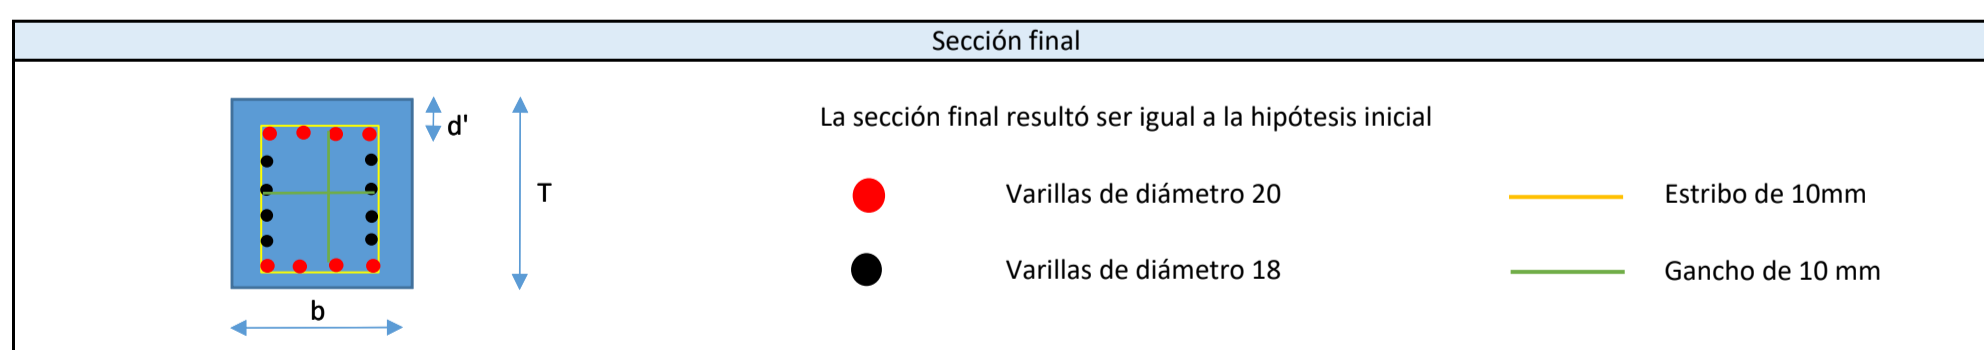 Sección final
La sección final resultó ser igual a la hipótesis inicial
d'
T
Varillas de diámetro 20
Estribo de 10mm
Varillas de diámetro 18
Gancho de 10 mm
b